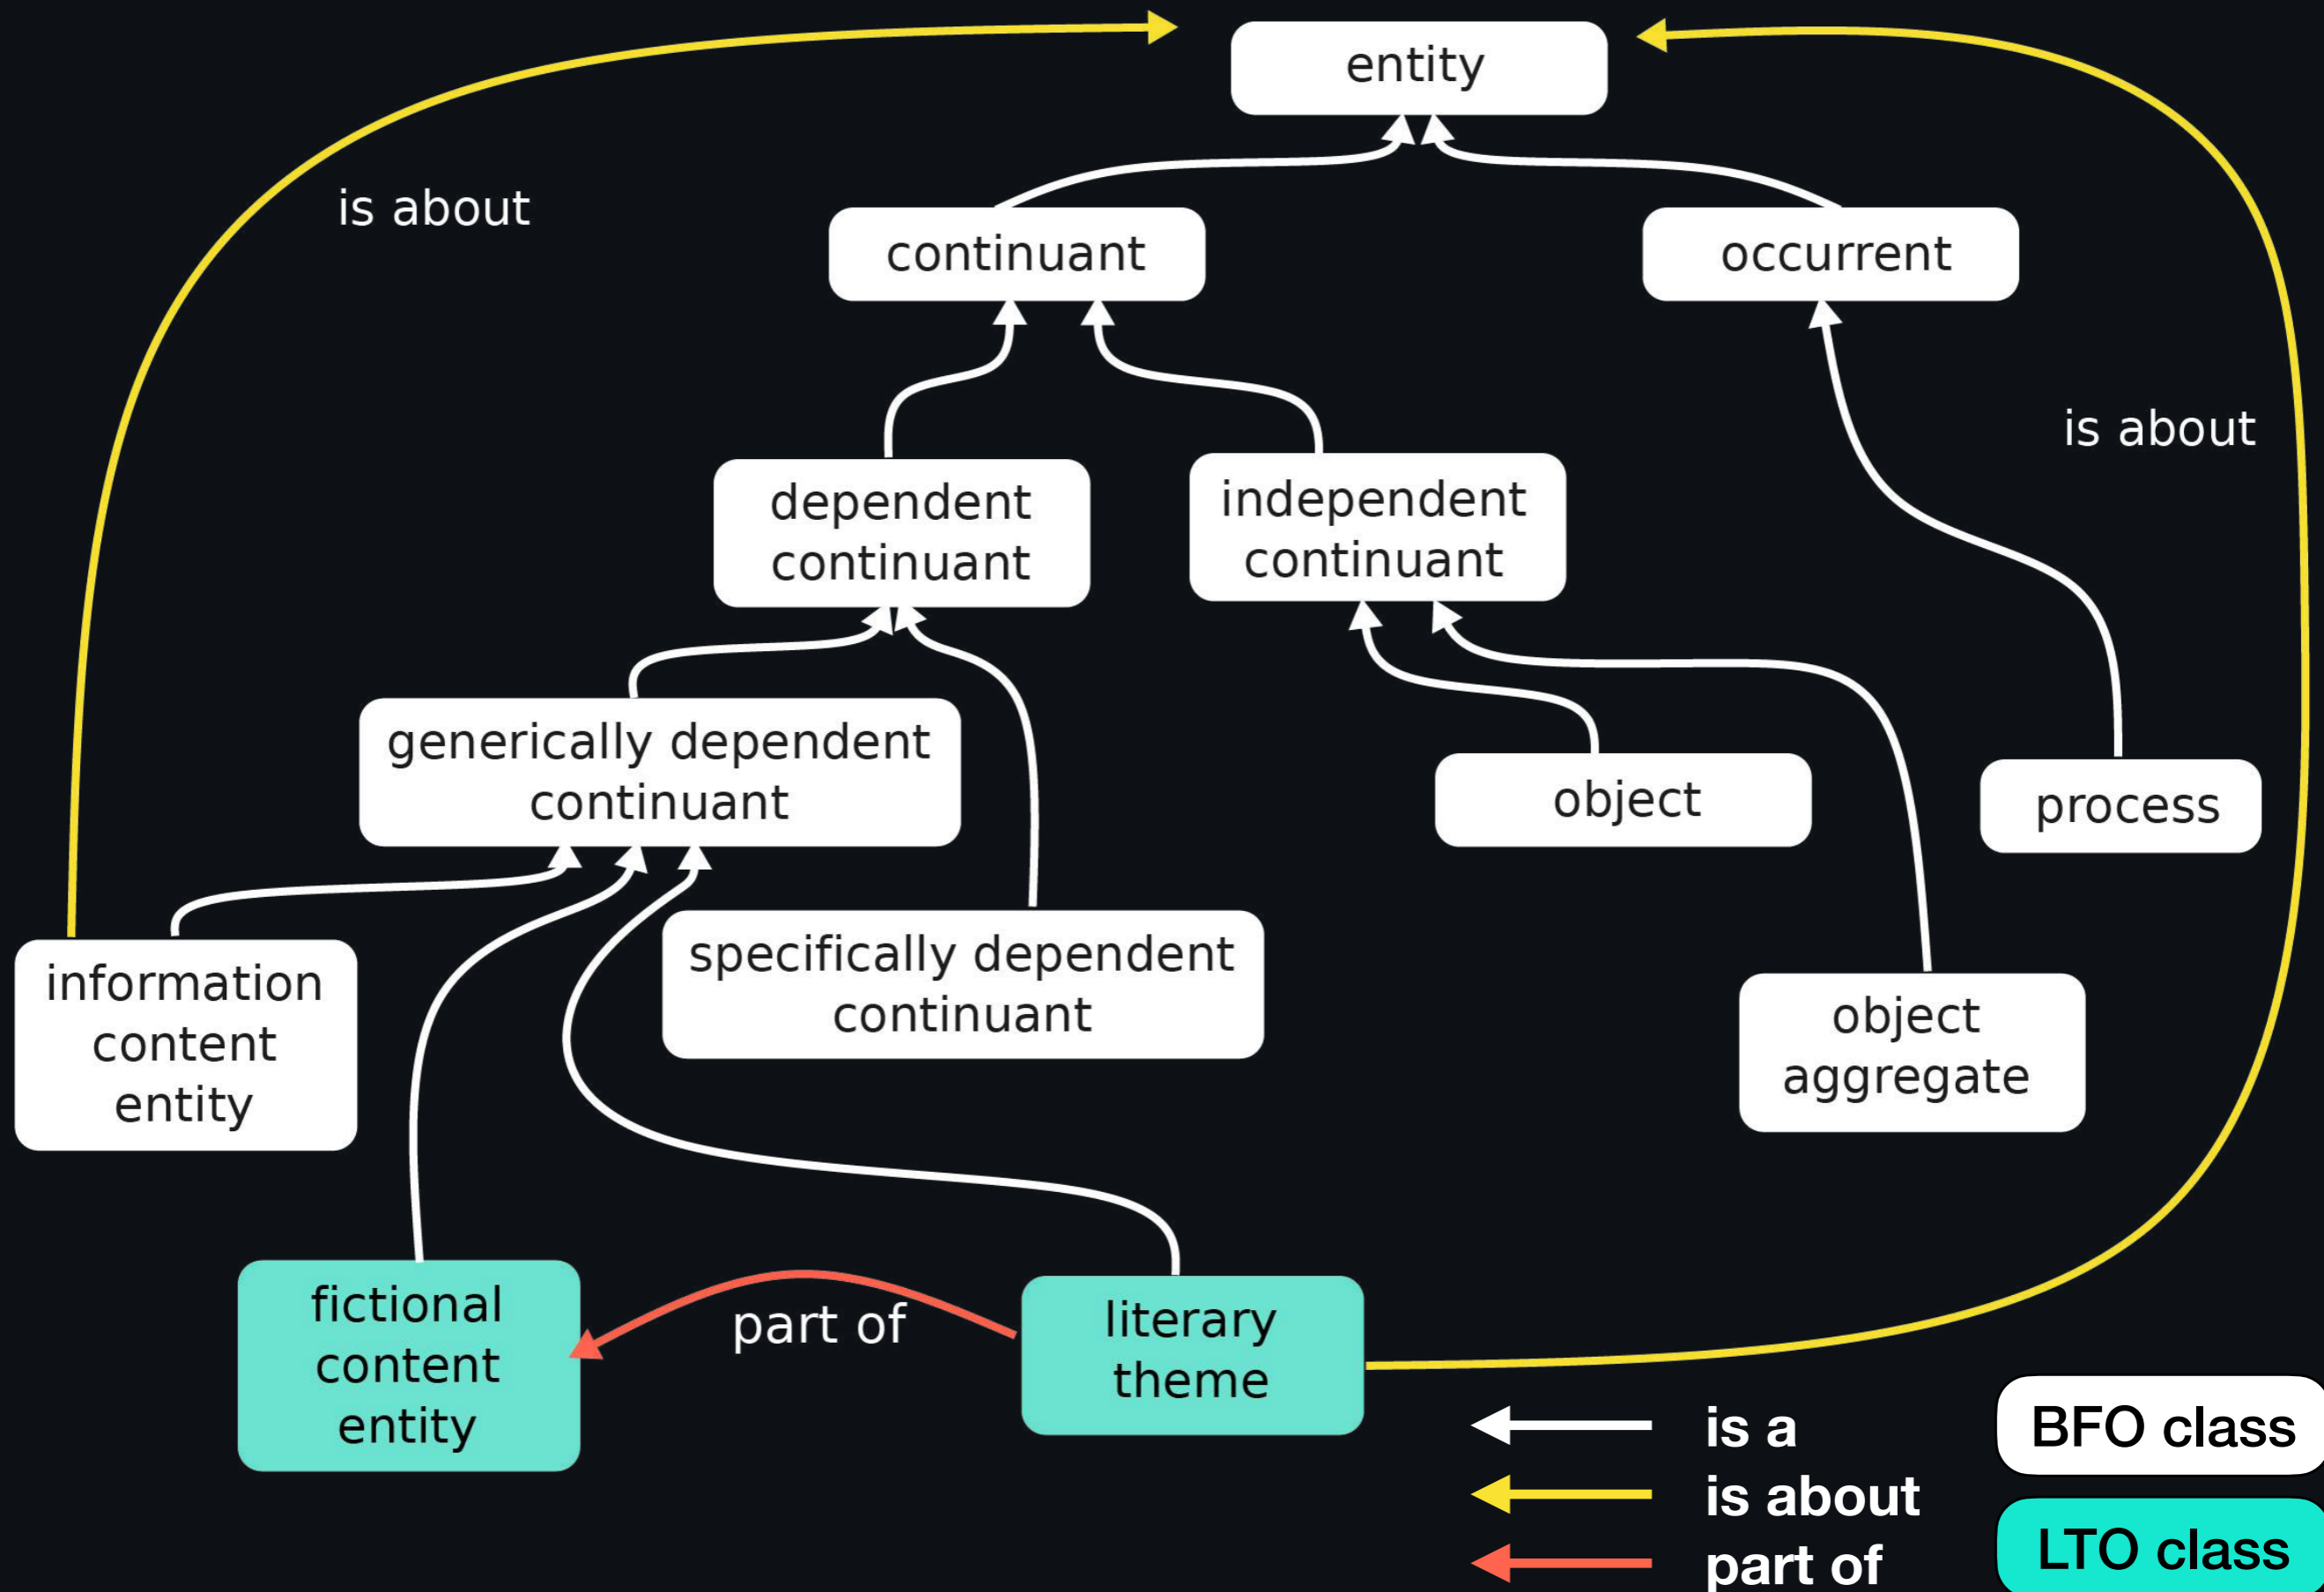 entity
is about
continuant
occurrent
is about
dependent
continuant
independent
continuant
generically dependent
continuant
object
process
information
content
entity
specifically dependent
continuant
object
aggregate
fictional
content
entity
part of
literary
theme
is a
BFO class
is about
part of
LTO class